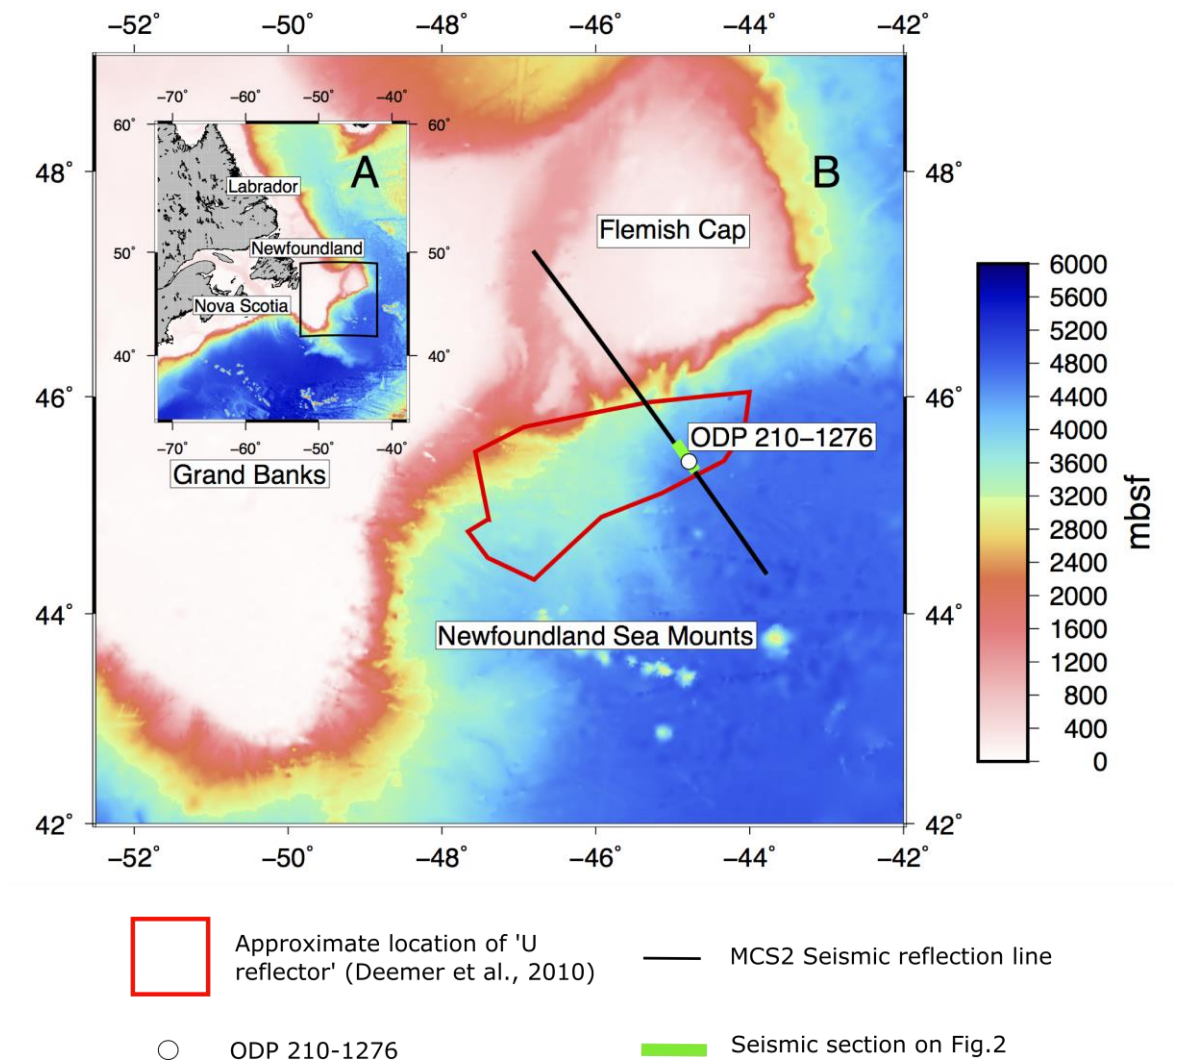 −52˚ −50˚ −48˚ −46˚ −44˚ −42˚
−70˚ −60˚ −50˚ −40˚
60˚ 60˚
A
B
48˚ 48˚
Labrador
Flemish Cap
Newfoundland
50˚ 50˚
Nova Scotia
40˚ 40˚
46˚ 46˚
−70˚ −60˚ −50˚ −40˚
ODP 210−1276
Grand Banks
44˚ 44˚
Newfoundland Sea Mounts
42˚ 42˚
−52˚ −50˚ −48˚ −46˚ −44˚ −42˚
6000
5600
5200
4800
4400
4000
3600
3200
2800
2400
2000
1600
1200
800
400
0
mbsf
Approximate location of 'U
reflector' (Deemer et al., 2010)
MCS2 Seismic reflection line
ODP 210-1276
Seismic section on Fig.2